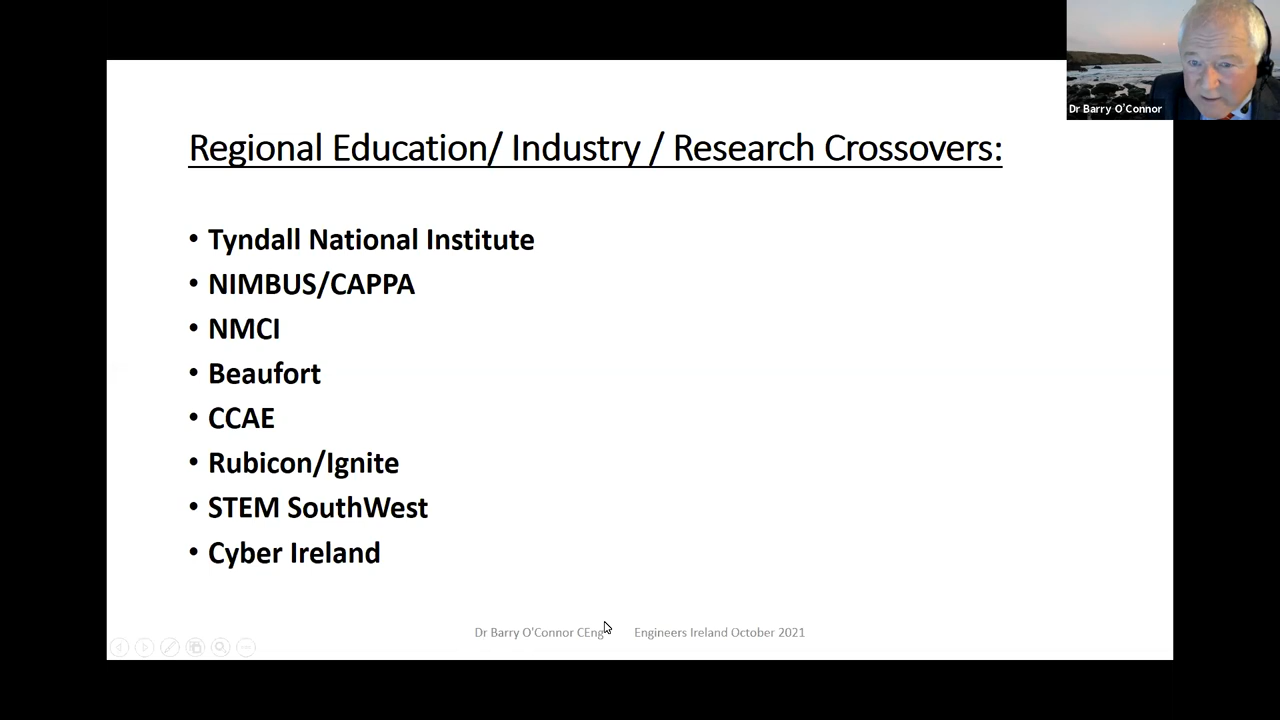 Dr Barry O'Connor
Regional Education/ Industry / Research Crossovers:
• Tyndall National Institute
• NIMBUS/CAPPA
• NMCI
• Beaufort
• CCAE
• Rubicon/Ignite
• STEM SouthWest
• Cyber Ireland
Dr Barry O'Connor CEng Engineers Ireland October 2021